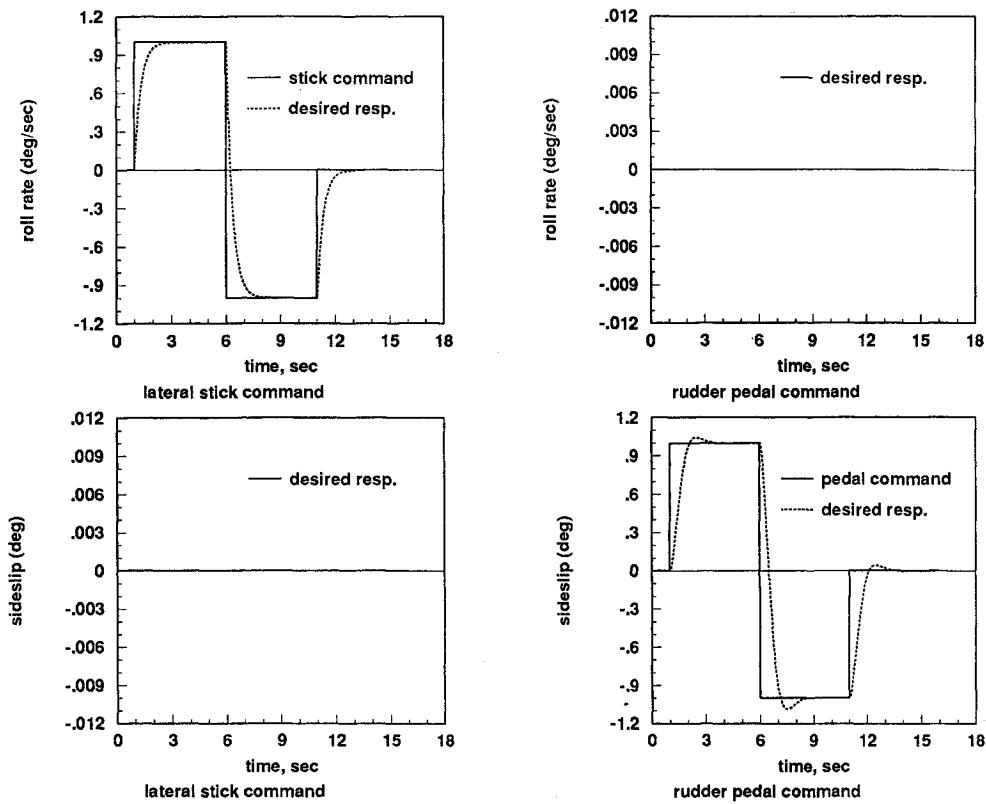 1.2
.9
.6
.3
0
-.3
-.6
-.9
-1.2
roll rate (deg/sec)
stick command
desired resp.
0 3 6 9 12 15 18
time, sec
lateral stick command
.012
.009
.006
.003
0
-.003
-.006
-.009
-.012
roll rate (deg/sec)
desired resp.
0 3 6 9 12 15 18
time, sec
rudder pedal command
.012
.009
.006
.003
0
-.003
-.006
-.009
-.012
sideslip (deg)
desired resp.
0 3 6 9 12 15 18
time, sec
lateral stick command
1.2
.9
.6
.3
0
-.3
-.6
-.9
-1.2
sideslip (deg)
pedal command
desired resp.
0 3 6 9 12 15 18
time, sec
rudder pedal command